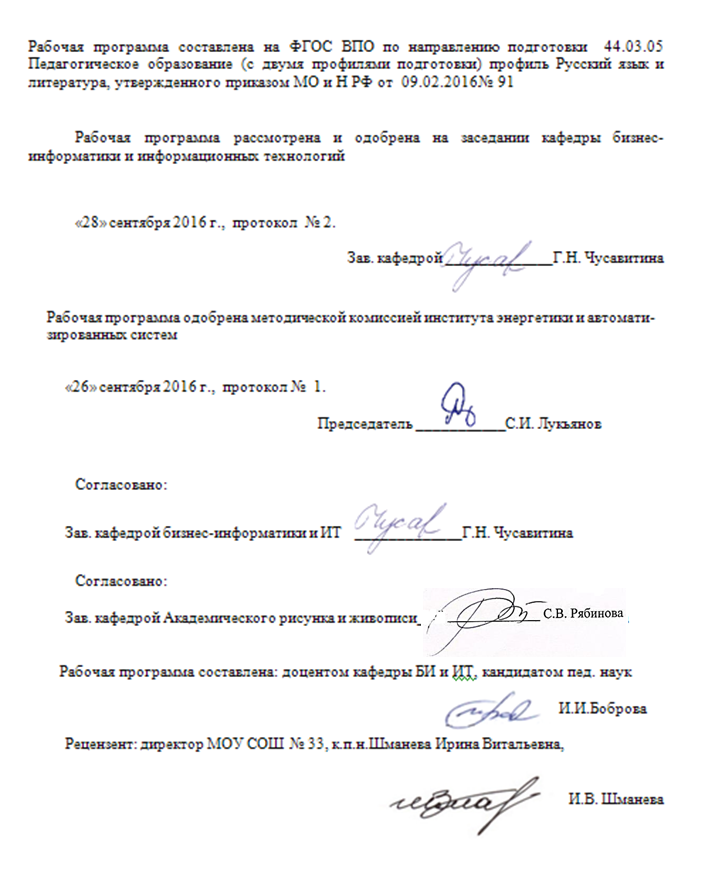 Рабочая программа составлена на ФГОС ВПО по направлению подготовки 44.03.05
Педагогическое образование (с двумя профилями подготовки) профиль Русский язык и
литература, утвержденного приказом МО и Н РФ от 09.02.2016№ 91
Рабочая программа рассмотрена и одобрена на заседании кафедры бизнес-
информатики и информационных технологий
«28» сентября 2016 г., протокол № 2.
Зав. кафедрой Чусав Г.Н. Чусавитина
Рабочая программа одобрена методической комиссией института энергетики и автомати-
зированных систем
«26» сентября 2016 г., протокол № 1.
Председатель ____________С.И. Лукьянов
Согласовано:
Зав. кафедрой бизнес-информатики и ИТ Чусав Г.Н. Чусавитина
Согласовано:
Зав. кафедрой Академического рисунка и живописи_ ____________ С.В. Рябинова
Рабочая программа составлена: доцентом кафедры БИ и ИТ, кандидатом пед. наук
И.И.Боброва
Рецензент: директор МОУ СОШ № 33, к.п.н.Шманева Ирина Витальевна,
И.В. Шманева